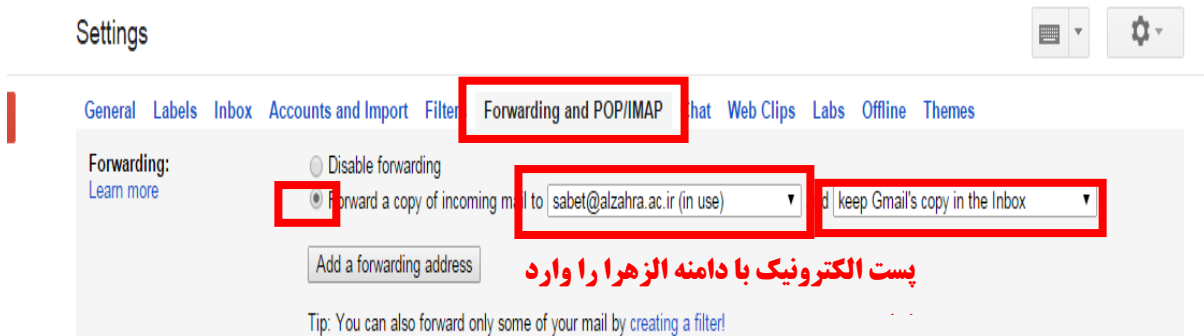 Settings
General Labels Inbox Accounts and Import Filter Forwarding and POP/IMAP hat Web Clips Labs Offline Themes
Forwarding: Disable forwarding
Learn more Forward a copy of incoming mail to sabet@alzahra.ac.ir (in use) d keep Gmail's copy in the Inbox
Add a forwarding address پست الکترونیک با دامنه الزهرا را وارد
Tip: You can also forward only some of your mail by creating a filter!